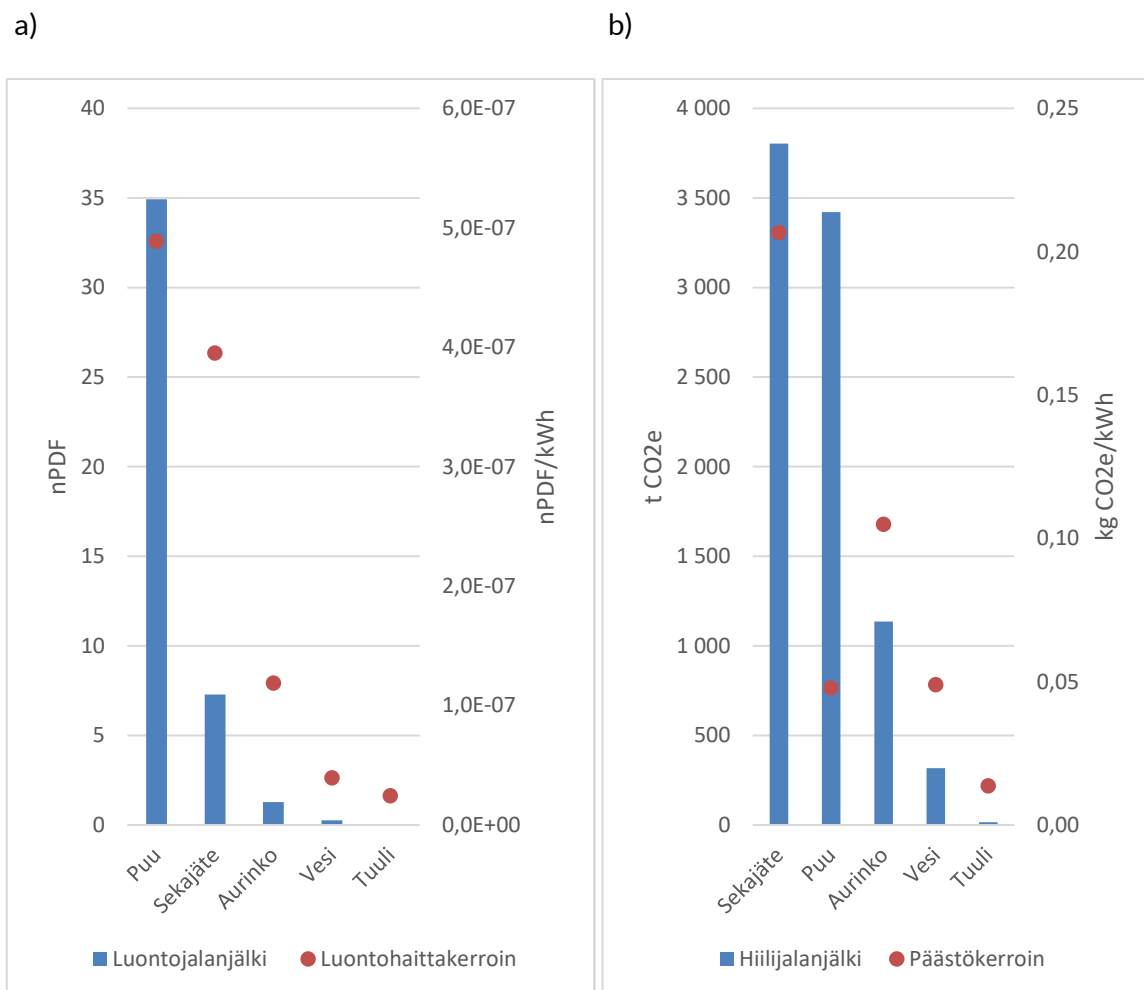 a)
b)
40
35
30
25
20
15
10
5
0
nPDF
6,0E-07
5,0E-07
4,0E-07
3,0E-07
2,0E-07
1,0E-07
0,0E+00
nPDF/kWh
Puu
Sekajäte
Aurinko
Vesi
Tuuli
Luontojalanjälki
Luontohaittakerroin
4 000
3 500
3 000
2 500
2 000
1 500
1 000
500
0
t CO2e
0,25
0,20
0,15
0,10
0,05
0,00
kg CO2e/kWh
Sekajäte
Puu
Aurinko
Vesi
Tuuli
Hiilijalanjälki
Päästökerroin